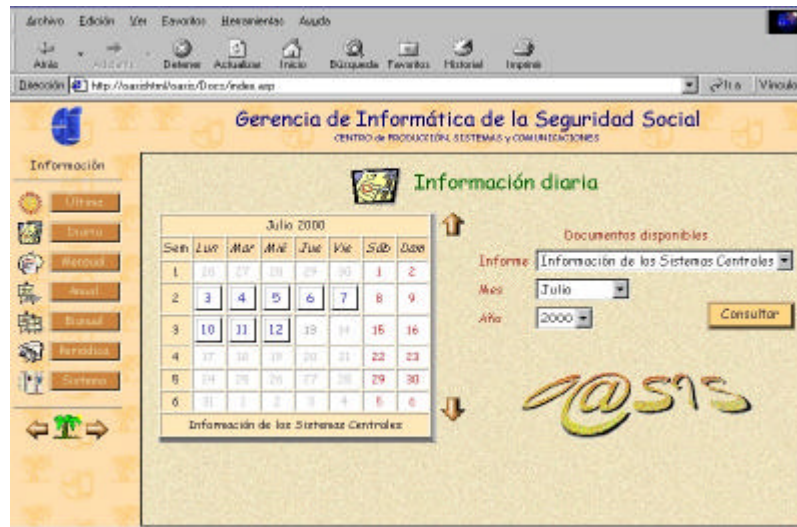 Archivo Edición Ver Favoritos Herramientas Ayuda
Atrás Detener Actualizar Inicio Búsqueda Favoritos Historial Imprimir
Dirección http://oasishtml/oasis/Docs/index.asp Ir a Vínculos
Gerencia de Informática de la Seguridad Social
CENTRO de PRODUCCIÓN, SISTEMAS y COMUNICACIONES
Información
Información diaria
Última
Diaria
Mensual
Anual
Bianual
Periódica
Sistema
Julio 2000
Sem Lun Mar Mié Jue Vie Sáb Dom
1 26 27 28 29 30 1 2
2 3 4 5 6 7 8 9
3 10 11 12 13 14 15 16
4 17 18 19 20 21 22 23
5 24 25 26 27 28 29 30
6 31 1 2 3 4 5 6
Información de los Sistemas Centrales
Documentos disponibles
Informe Información de los Sistemas Centrales
Mes Julio
Año 2000
Consultar
o@sis